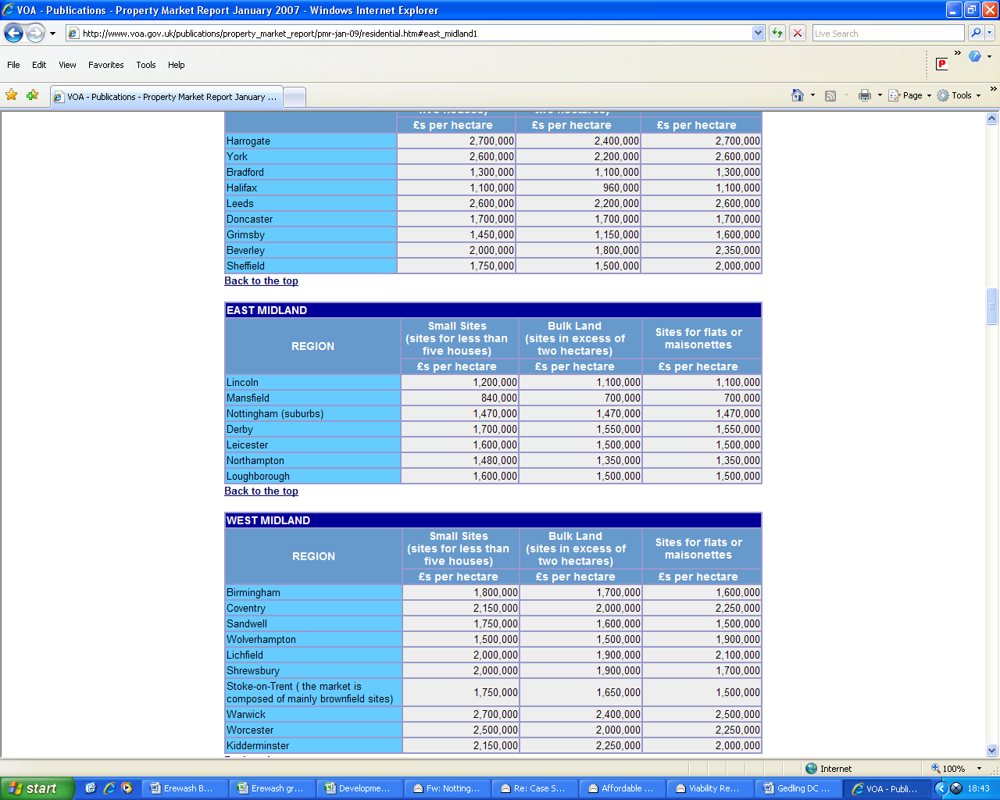 VOA - Publications - Property Market Report January 2007 - Windows Internet Explorer
http://www.voa.gov.uk/publications/property_market_report/pmr-jan-09/residential.htm#east_midland1
Live Search
File Edit View Favorites Tools Help
VOA - Publications - Property Market Report January ...
Page Tools
five houses) two hectares)
£s per hectare £s per hectare £s per hectare
Harrogate 2,700,000 2,400,000 2,700,000
York 2,600,000 2,200,000 2,600,000
Bradford 1,300,000 1,100,000 1,300,000
Halifax 1,100,000 960,000 1,100,000
Leeds 2,600,000 2,200,000 2,600,000
Doncaster 1,700,000 1,700,000 1,700,000
Grimsby 1,450,000 1,150,000 1,600,000
Beverley 2,000,000 1,800,000 2,350,000
Sheffield 1,750,000 1,500,000 2,000,000
Back to the top
EAST MIDLAND
REGION
Small Sites
(sites for less than
five houses)
Bulk Land
(sites in excess of
two hectares)
Sites for flats or
maisonettes
£s per hectare £s per hectare £s per hectare
Lincoln 1,200,000 1,100,000 1,100,000
Mansfield 840,000 700,000 700,000
Nottingham (suburbs) 1,470,000 1,470,000 1,470,000
Derby 1,700,000 1,550,000 1,550,000
Leicester 1,600,000 1,500,000 1,500,000
Northampton 1,480,000 1,350,000 1,350,000
Loughborough 1,600,000 1,500,000 1,500,000
Back to the top
WEST MIDLAND
REGION
Small Sites
(sites for less than
five houses)
Bulk Land
(sites in excess of
two hectares)
Sites for flats or
maisonettes
£s per hectare £s per hectare £s per hectare
Birmingham 1,800,000 1,700,000 1,600,000
Coventry 2,150,000 2,000,000 2,250,000
Sandwell 1,750,000 1,600,000 1,500,000
Wolverhampton 1,500,000 1,500,000 1,900,000
Lichfield 2,000,000 1,900,000 2,100,000
Shrewsbury 2,000,000 1,900,000 1,700,000
Stoke-on-Trent ( the market is
composed of mainly brownfield sites) 1,750,000 1,650,000 1,500,000
Warwick 2,700,000 2,400,000 2,500,000
Worcester 2,500,000 2,000,000 2,250,000
Kidderminster 2,150,000 2,250,000 2,000,000
Internet 100%
start Erewash B... Erewash gr... Developme... Fw: Notting... Re: Case S... Affordable ... Viability Re... Gedling DC ... VOA - Publi... 18:43